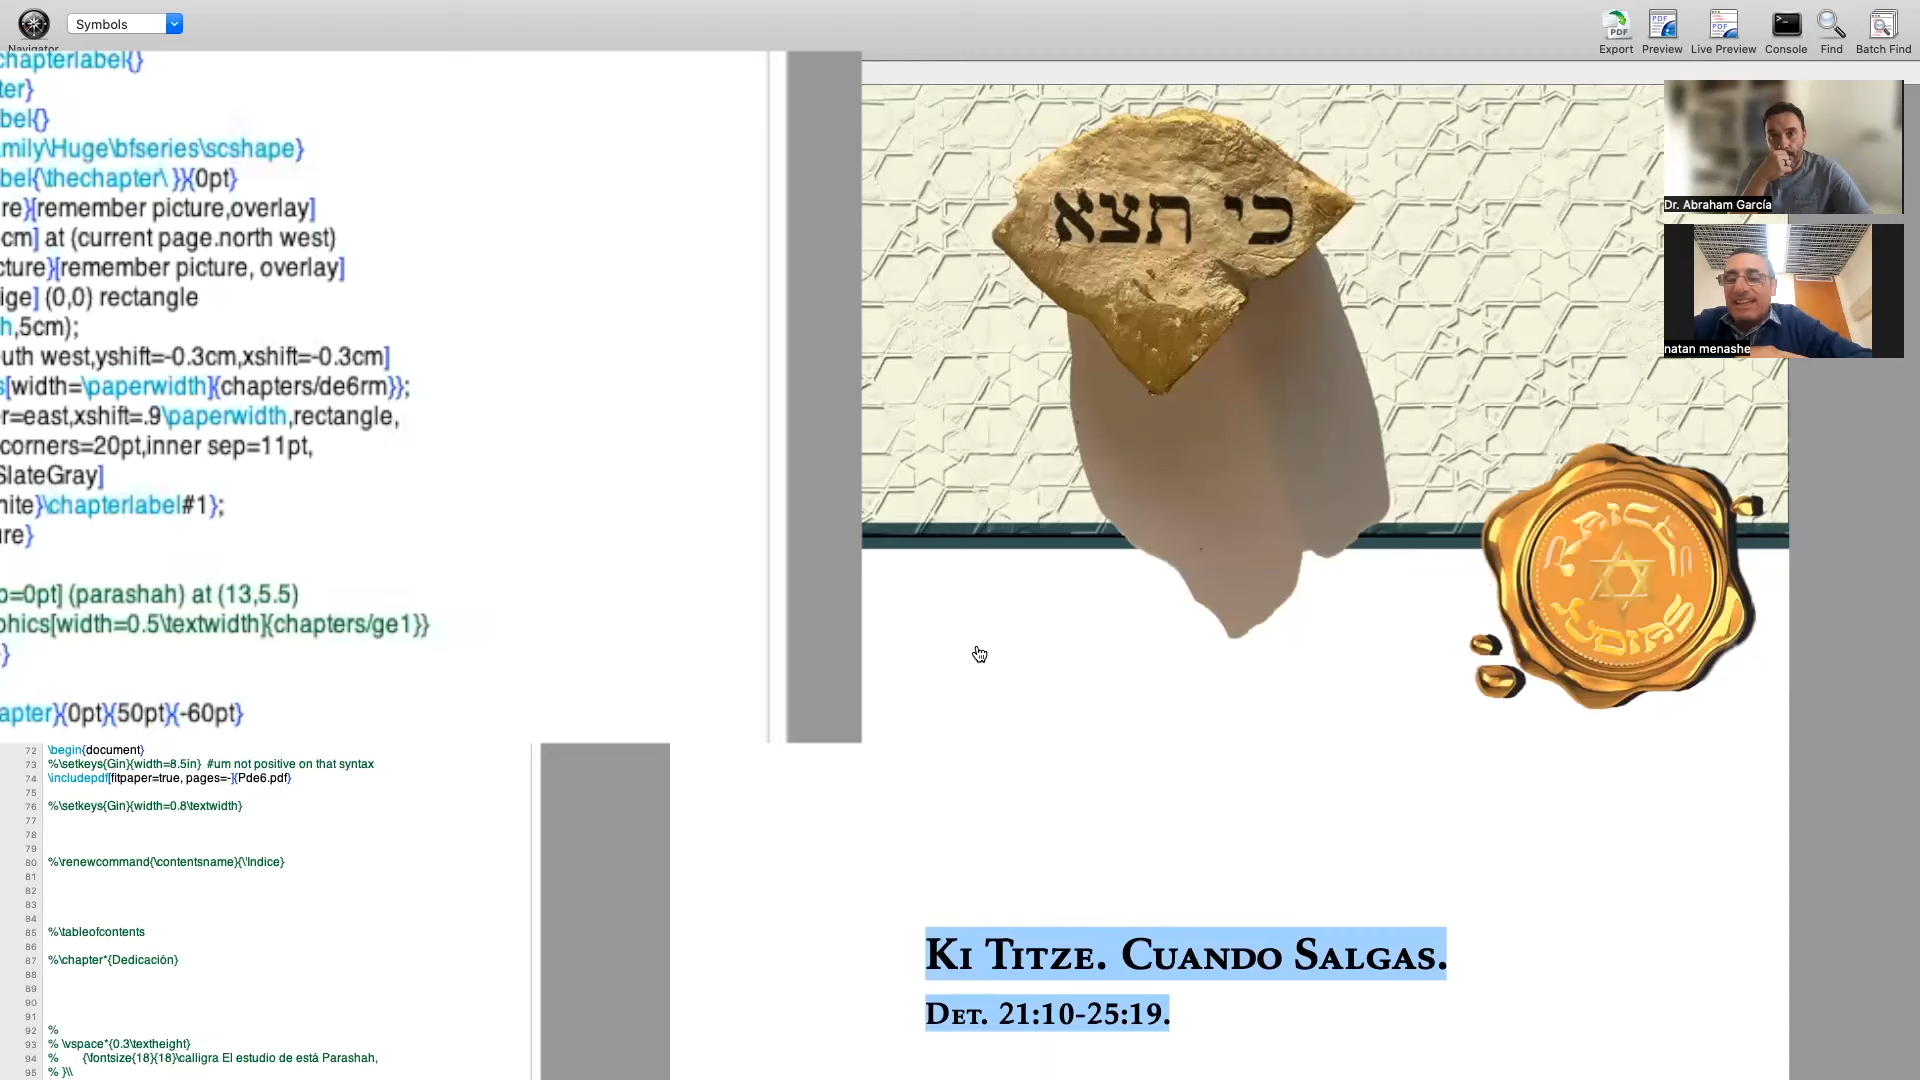 Symbols
Navigator
Export
Preview
Live Preview
Console
Find
Batch Find
chapterlabel{}
ter}
bel{}
mily\Huge\bfseries\scshape}
bel{\thechapter\ }}{0pt}
re}[remember picture,overlay]
cm] at (current page.north west)
cture}[remember picture, overlay]
ige] (0,0) rectangle
h,5cm);
uth west,yshift=-0.3cm,xshift=-0.3cm]
s[width=\paperwidth]{chapters/de6rm}};
r=east,xshift=.9\paperwidth,rectangle,
corners=20pt,inner sep=11pt,
SlateGray]
hite}\chapterlabel#1};
ure}
p=0pt] (parashah) at (13,5.5)
phics[width=0.5\textwidth]{chapters/ge1}}
}
apter}{0pt}{50pt}{-60pt}
72 \begin{document}
73 %\setkeys{Gin}{width=8.5in} #um not positive on that syntax
74 \includepdf[fitpaper=true, pages=-]{Pde6.pdf}
75
76 %\setkeys{Gin}{width=0.8\textwidth}
77
78
79
80 %\renewcommand{\contentsname}{\'Indice}
81
82
83
84
85 %\tableofcontents
86
87 %\chapter*{Dedicación}
88
89
90
91
92 %
93 % \vspace*{0.3\textheight}
94 % {\fontsize{18}{18}\calligra El estudio de está Parashah,
95 % }\\
כי תצא
Ki Titze. Cuando Salgas.
Det. 21:10-25:19.
Dr. Abraham García
natan menashe